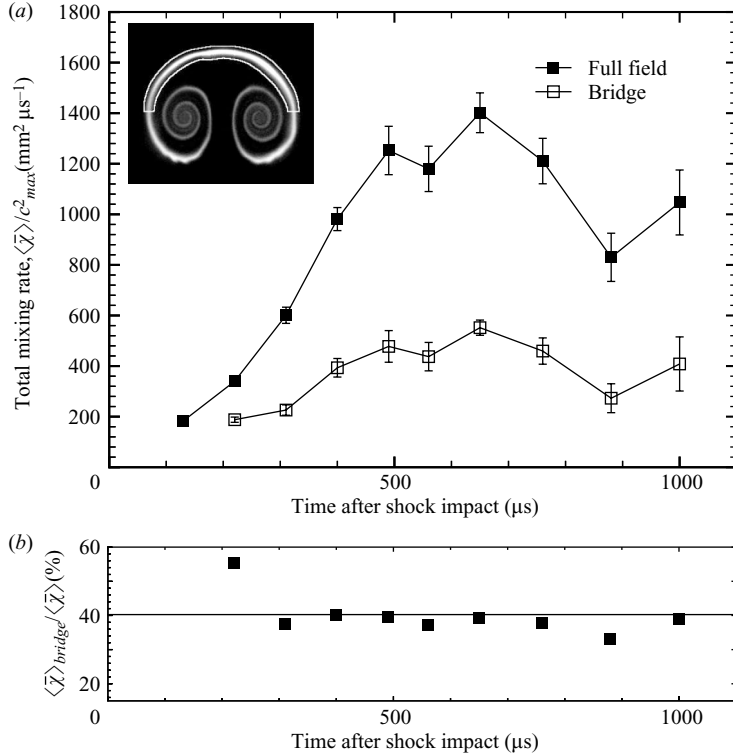 (a)
1800
1600
1400
1200
1000
800
600
400
200
0
Total mixing rate,⟨χ̄⟩/c²max(mm² μs⁻¹)
Full field
Bridge
500
1000
Time after shock impact (μs)
(b)
60
40
20
0
⟨χ̄⟩bridge/⟨χ̄⟩(%)
500
1000
Time after shock impact (μs)